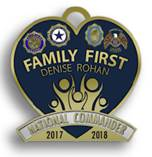 FAMILY FIRST
DENISE ROHAN
NATIONAL COMMANDER
2017 2018